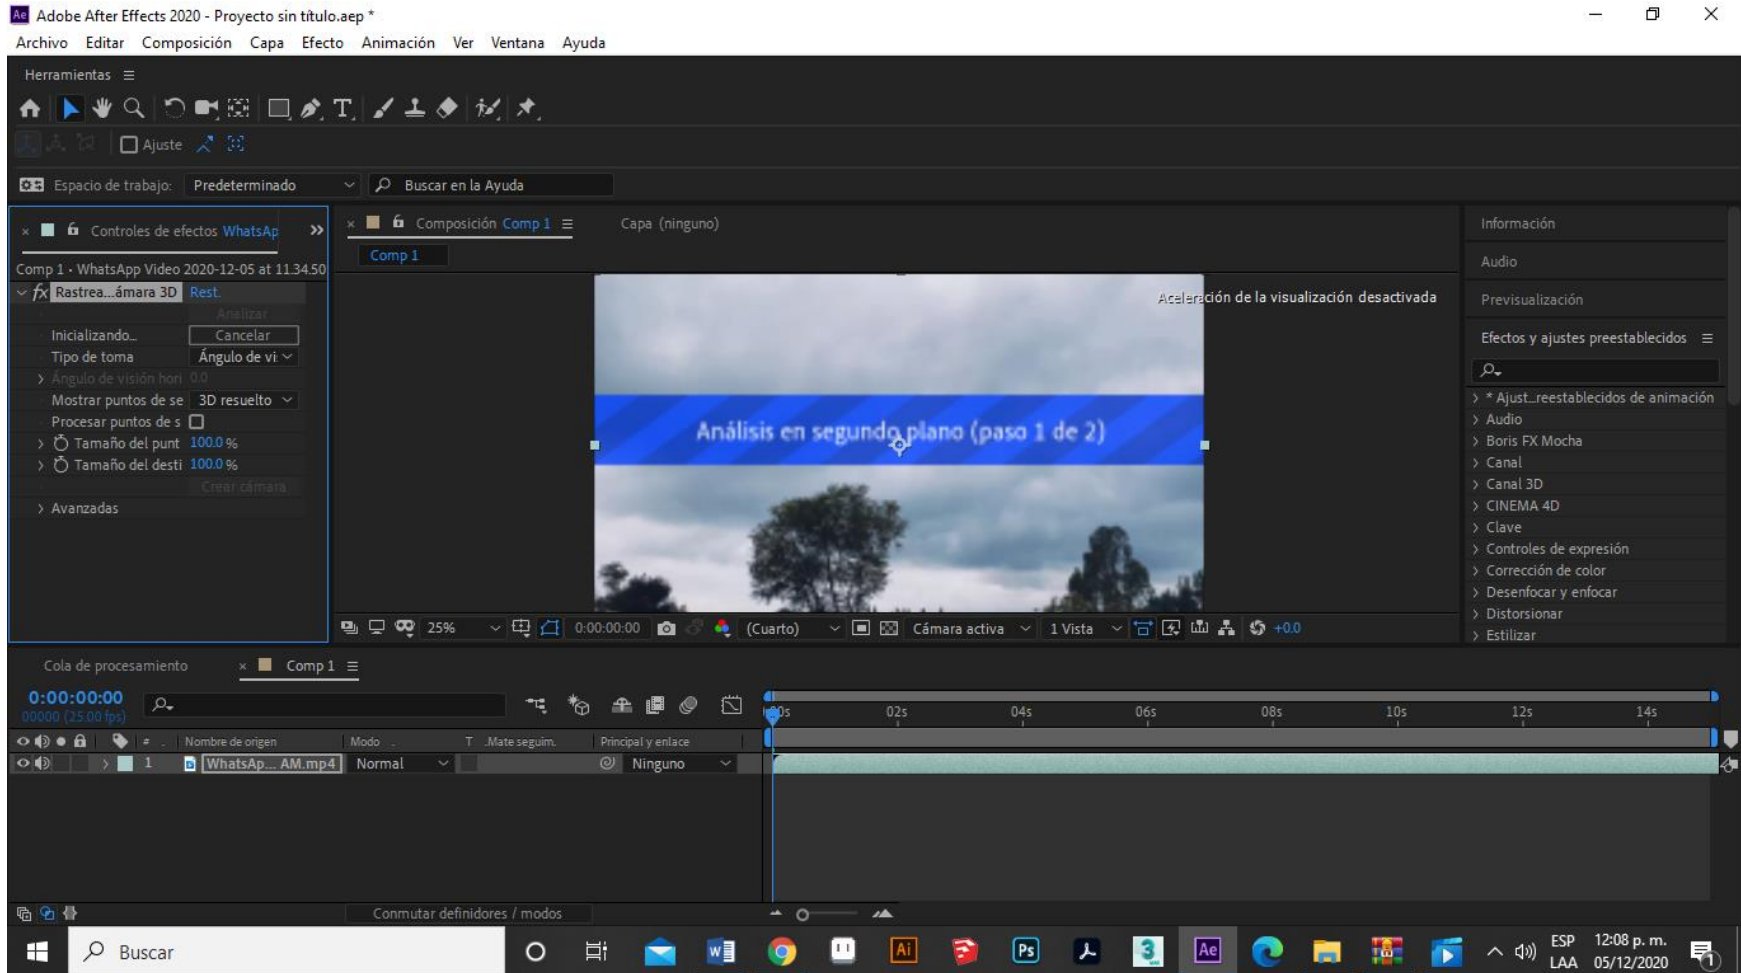 Adobe After Effects 2020 - Proyecto sin título.aep *
Archivo Editar Composición Capa Efecto Animación Ver Ventana Ayuda
Herramientas
Ajuste
Espacio de trabajo: Predeterminado Buscar en la Ayuda
Controles de efectos WhatsAp
Comp 1 • WhatsApp Video 2020-12-05 at 11.34.50
fx Rastrea...ámara 3D Rest.
Analizar
Inicializando... Cancelar
Tipo de toma Ángulo de vi:
Ángulo de visión hori 0.0
Mostrar puntos de se 3D resuelto
Procesar puntos de s
Tamaño del punt 100.0 %
Tamaño del desti 100.0 %
Crear cámara
Avanzadas
Composición Comp 1 Capa (ninguno)
Comp 1
Aceleración de la visualización desactivada
Análisis en segundo plano (paso 1 de 2)
25% 0:00:00:00 (Cuarto) Cámara activa 1 Vista +0.0
Información
Audio
Previsualización
Efectos y ajustes preestablecidos
* Ajust...reestablecidos de animación
Audio
Boris FX Mocha
Canal
Canal 3D
CINEMA 4D
Clave
Controles de expresión
Corrección de color
Desenfocar y enfocar
Distorsionar
Estilizar
Cola de procesamiento Comp 1
0:00:00:00
00000 (25.00 fps)
02s 04s 06s 08s 10s 12s 14s
# Nombre de origen Modo T .Mate seguim. Principal y enlace
1 WhatsAp... AM.mp4 Normal Ninguno
Conmutar definidores / modos
Buscar
W Ai Ps 3 Ae
ESP 12:08 p. m.
LAA 05/12/2020
1